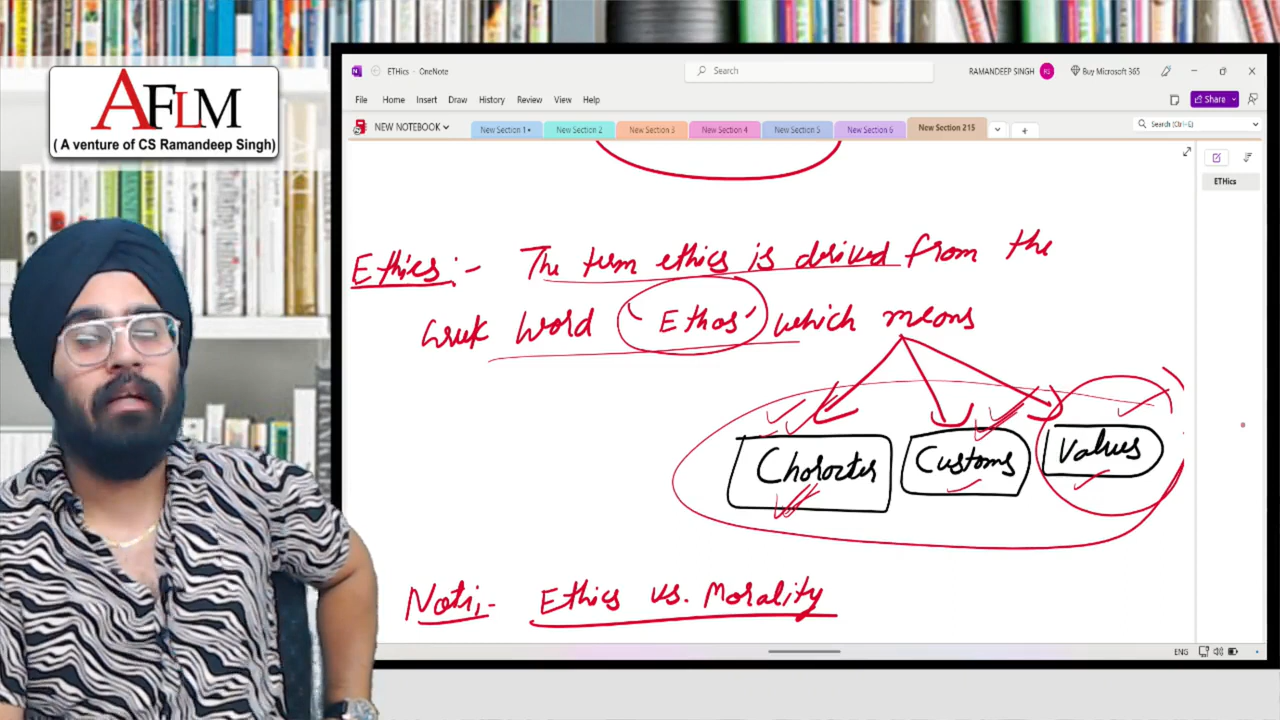 AFLM
( A venture of CS Ramandeep Singh)
ETHics - OneNote
Search
RAMANDEEP SINGH
RS
Buy Microsoft 365
File Home Insert Draw History Review View Help
Share
NEW NOTEBOOK
New Section 1
New Section 2
New Section 3
New Section 4
New Section 5
New Section 6
New Section 215
Search (Ctrl+E)
ETHics
Ethics:- The term ethics is derived from the
Greek Word 'Ethos' which means
Character Customs Values
Note:- Ethics vs. Morality
ENG